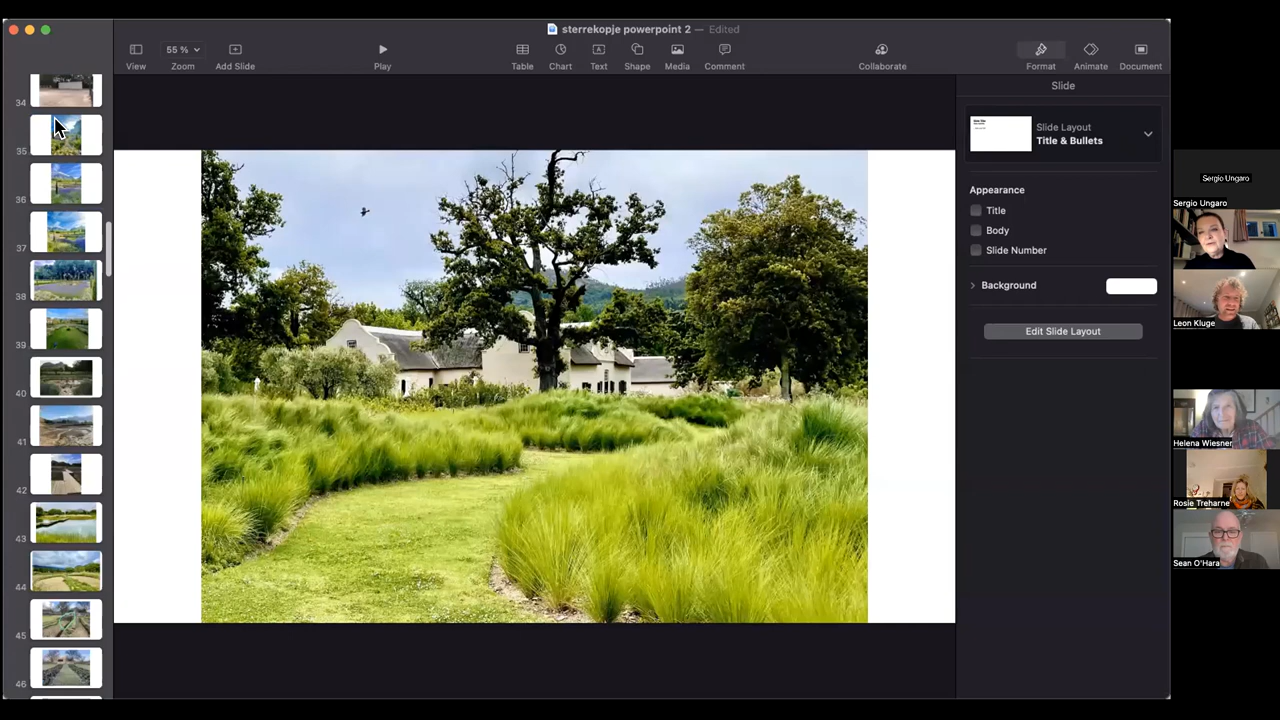 sterrekopje powerpoint 2 — Edited
View
55 %
Zoom
Add Slide
Play
Table
Chart
Text
Shape
Media
Comment
Collaborate
Format
Animate
Document
34
35
36
37
38
39
40
41
42
43
44
45
46
Slide
Slide Layout
Title & Bullets
Appearance
Title
Body
Slide Number
Background
Edit Slide Layout
Sergio Ungaro
Sergio Ungaro
Leon Kluge
Helena Wiesner
Rosie Treharne
Sean O'Hara